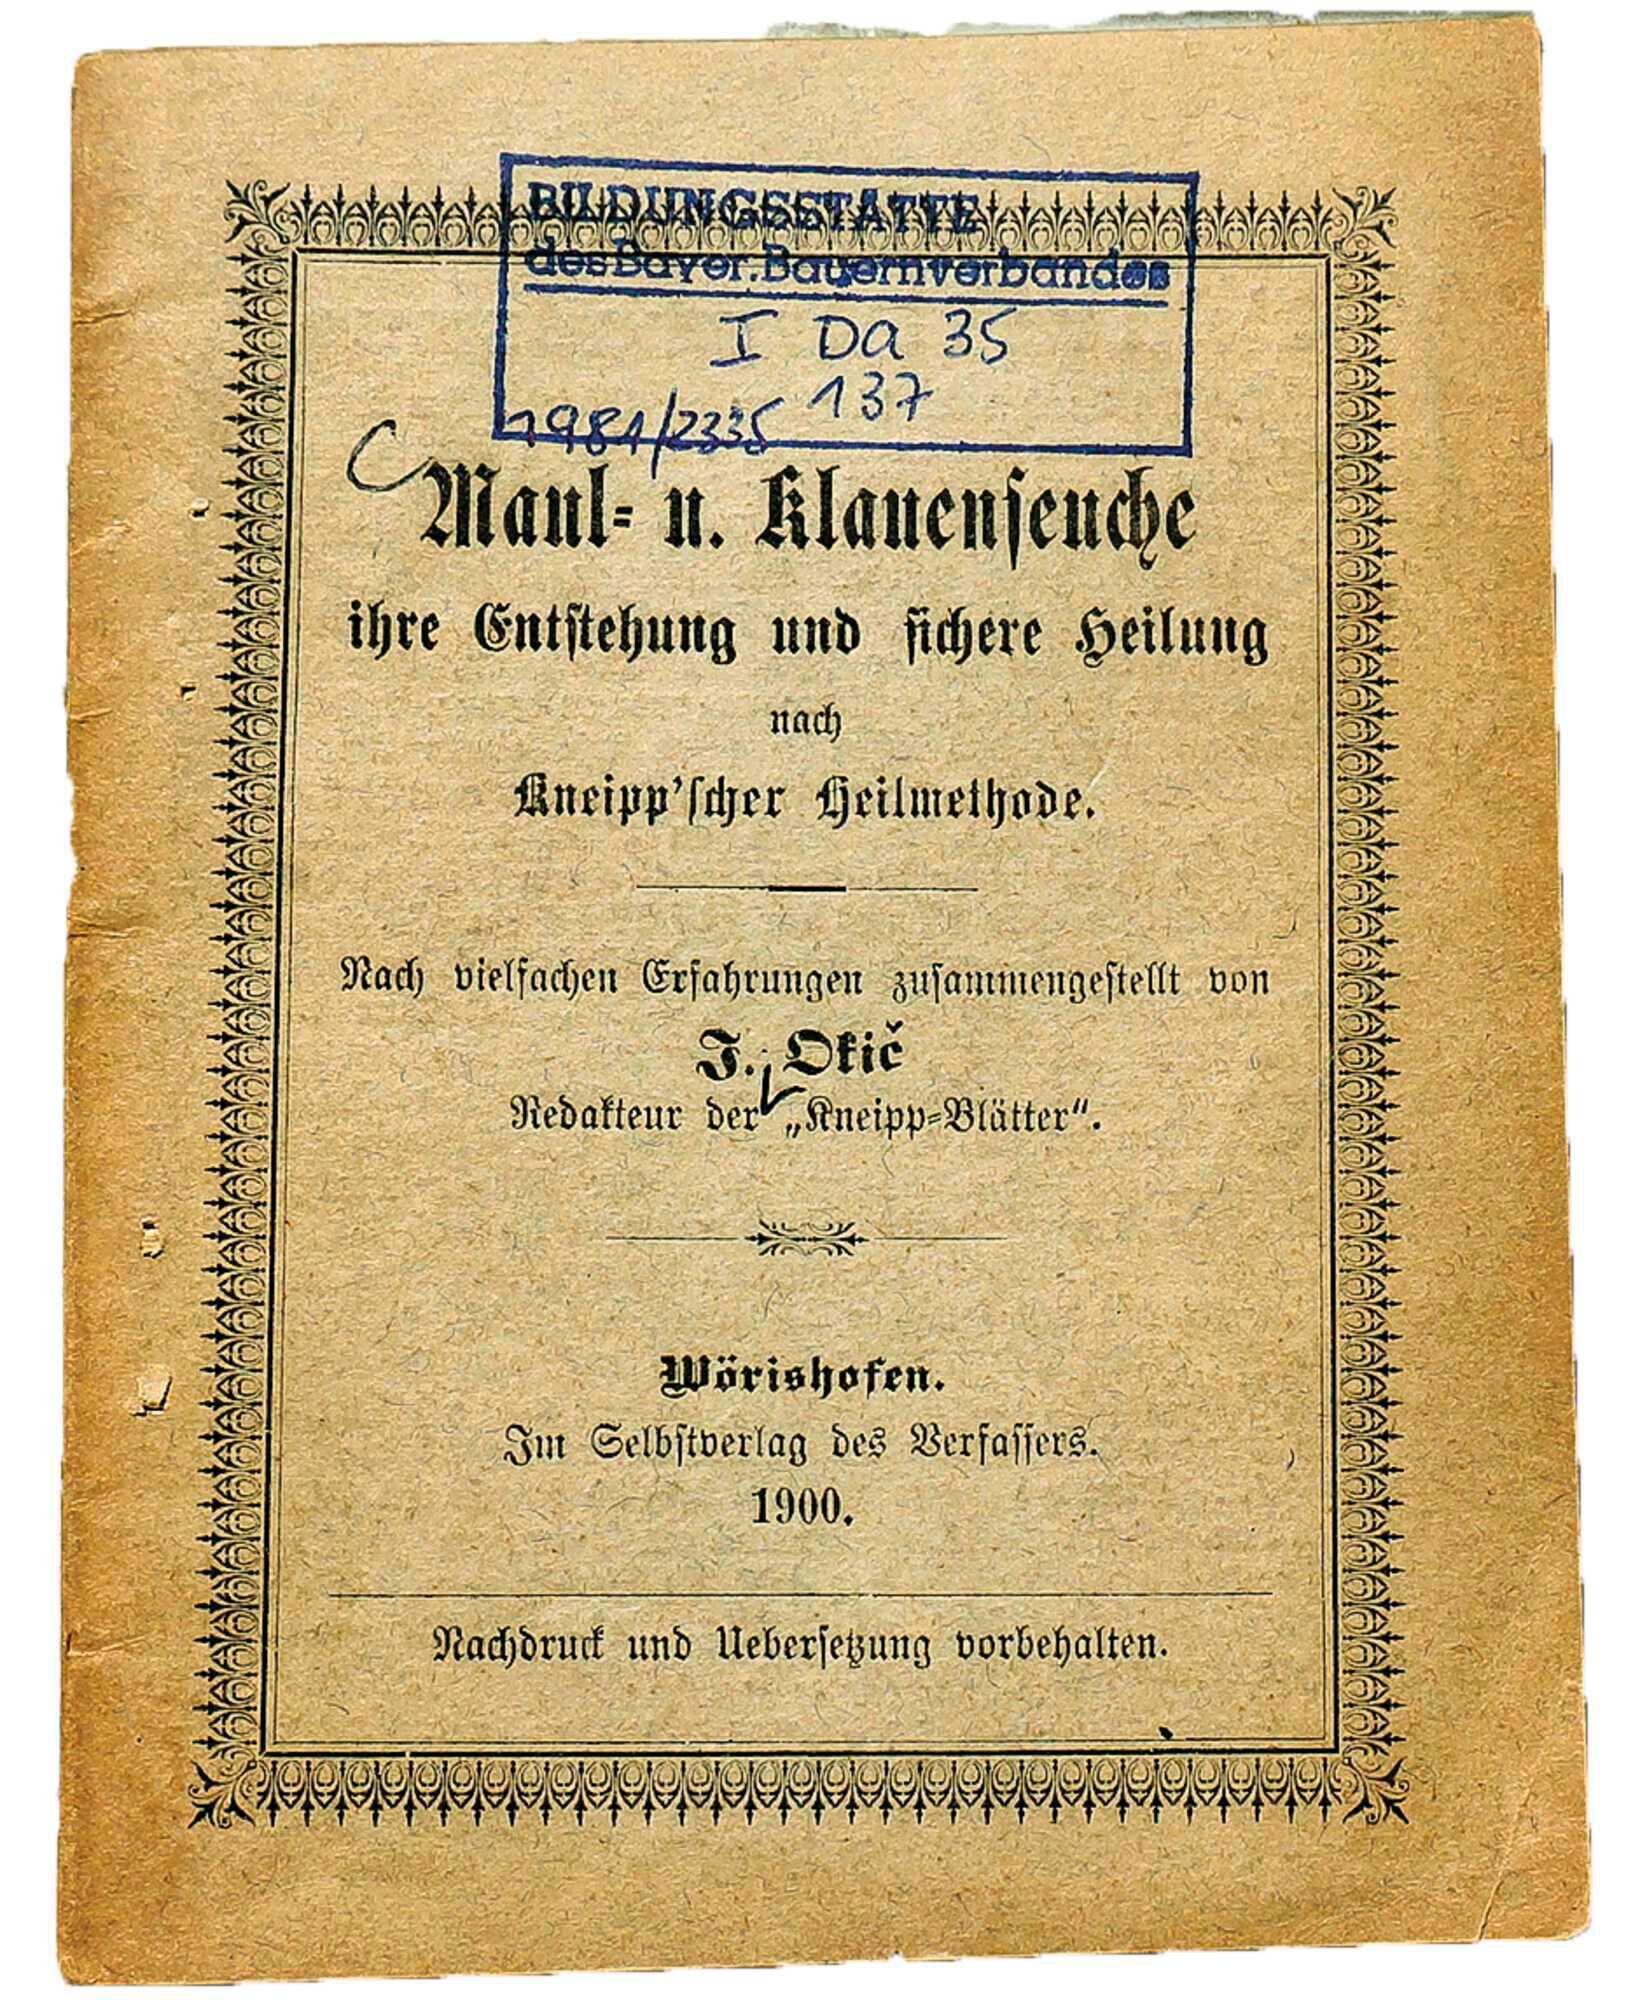 BILDUNGSSTÄTTE
des Bayer. Bauernverbandes
I Da 35
137
1981/2335
Maul- u. Klauenseuche
ihre Entstehung und sichere Heilung
nach
Kneipp'scher Heilmethode.
Nach vielfachen Erfahrungen zusammengestellt von
J. Okič
Redakteur der „Kneipp-Blätter“.
Wörishofen.
Im Selbstverlag des Verfassers.
1900.
Nachdruck und Uebersetzung vorbehalten.